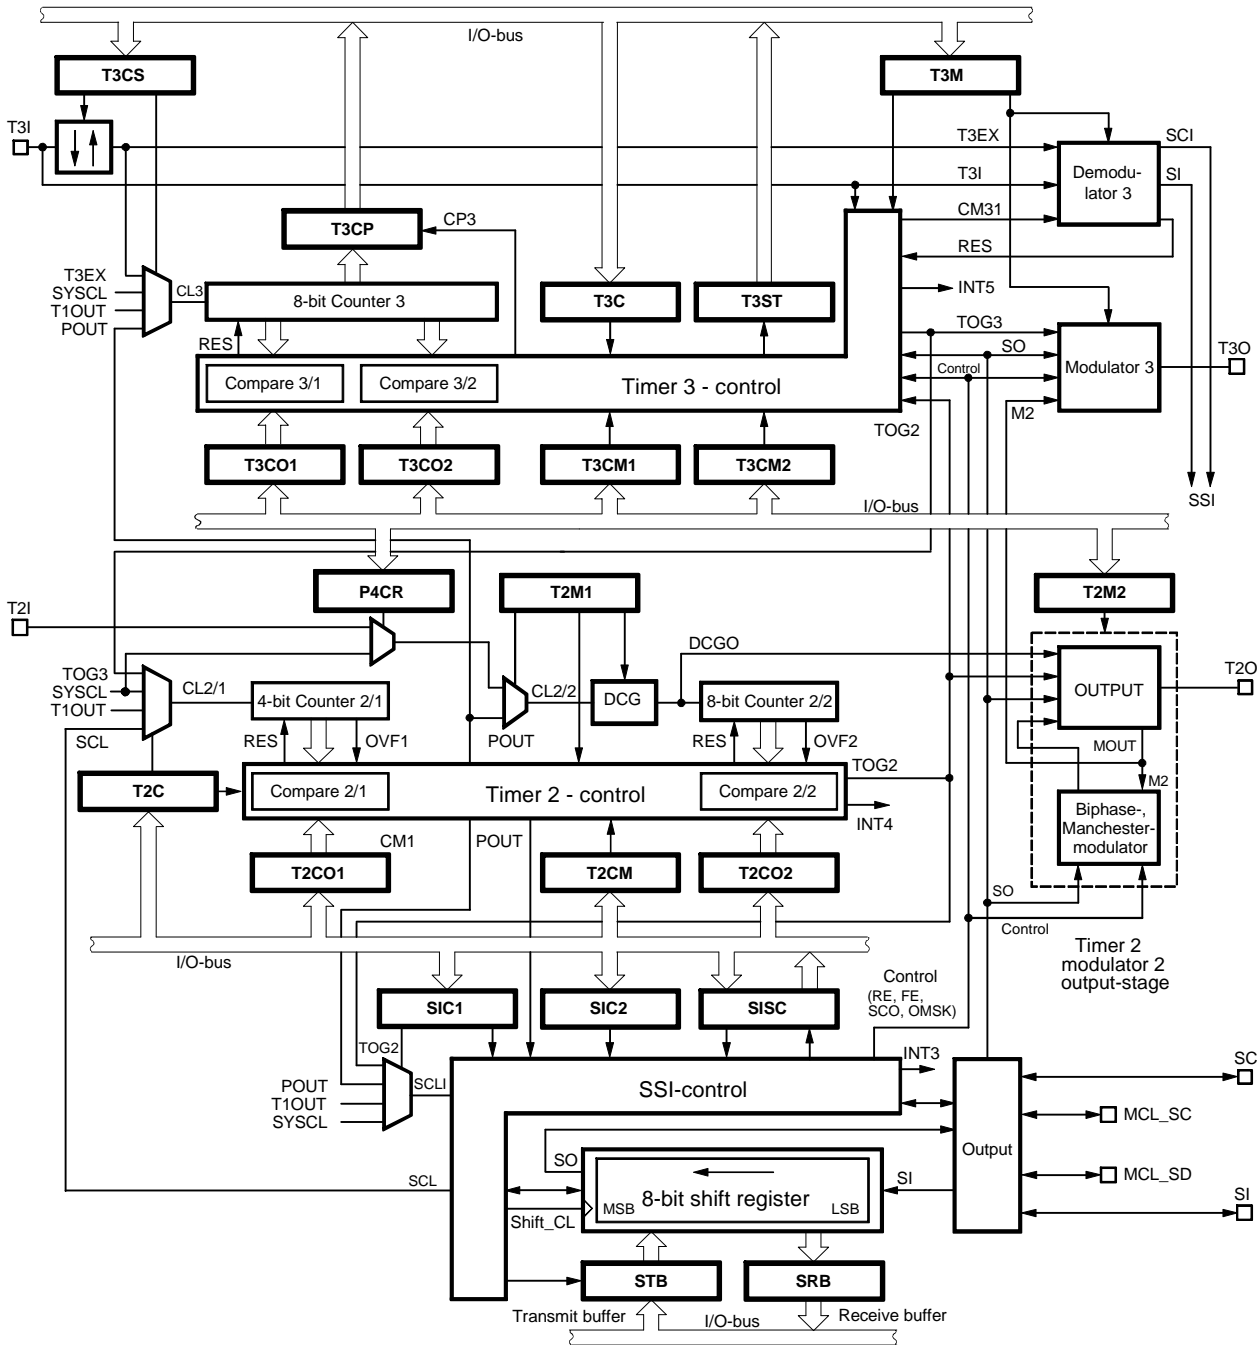 I/O-bus
T3CS
T3M
T3I
T3EX
SCI
T3I
SI
Demodu-
lator 3
CM31
T3CP
CP3
RES
T3EX
SYSCL
T1OUT
POUT
CL3
8-bit Counter 3
T3C
T3ST
INT5
RES
TOG3
SO
Control
M2
Modulator 3
T3O
Compare 3/1
Compare 3/2
Timer 3 - control
TOG2
T3CO1
T3CO2
T3CM1
T3CM2
SSI
I/O-bus
P4CR
T2M1
T2M2
T2I
DCGO
TOG3
SYSCL
T1OUT
SCL
CL2/1
4-bit Counter 2/1
CL2/2
DCG
8-bit Counter 2/2
OUTPUT
T2O
RES
OVF1
POUT
RES
OVF2
MOUT
T2C
Compare 2/1
Timer 2 - control
Compare 2/2
TOG2
M2
INT4
Biphase-,
Manchester-
modulator
CM1
POUT
T2CO1
T2CM
T2CO2
SO
Control
I/O-bus
Timer 2
modulator 2
output-stage
Control
(RE, FE,
SCO, OMSK)
SIC1
SIC2
SISC
TOG2
INT3
POUT
T1OUT
SYSCL
SCLI
SSI-control
SC
MCL_SC
Output
SO
SI
8-bit shift register
MSB
LSB
SCL
Shift_CL
MCL_SD
SI
STB
SRB
Transmit buffer
I/O-bus
Receive buffer